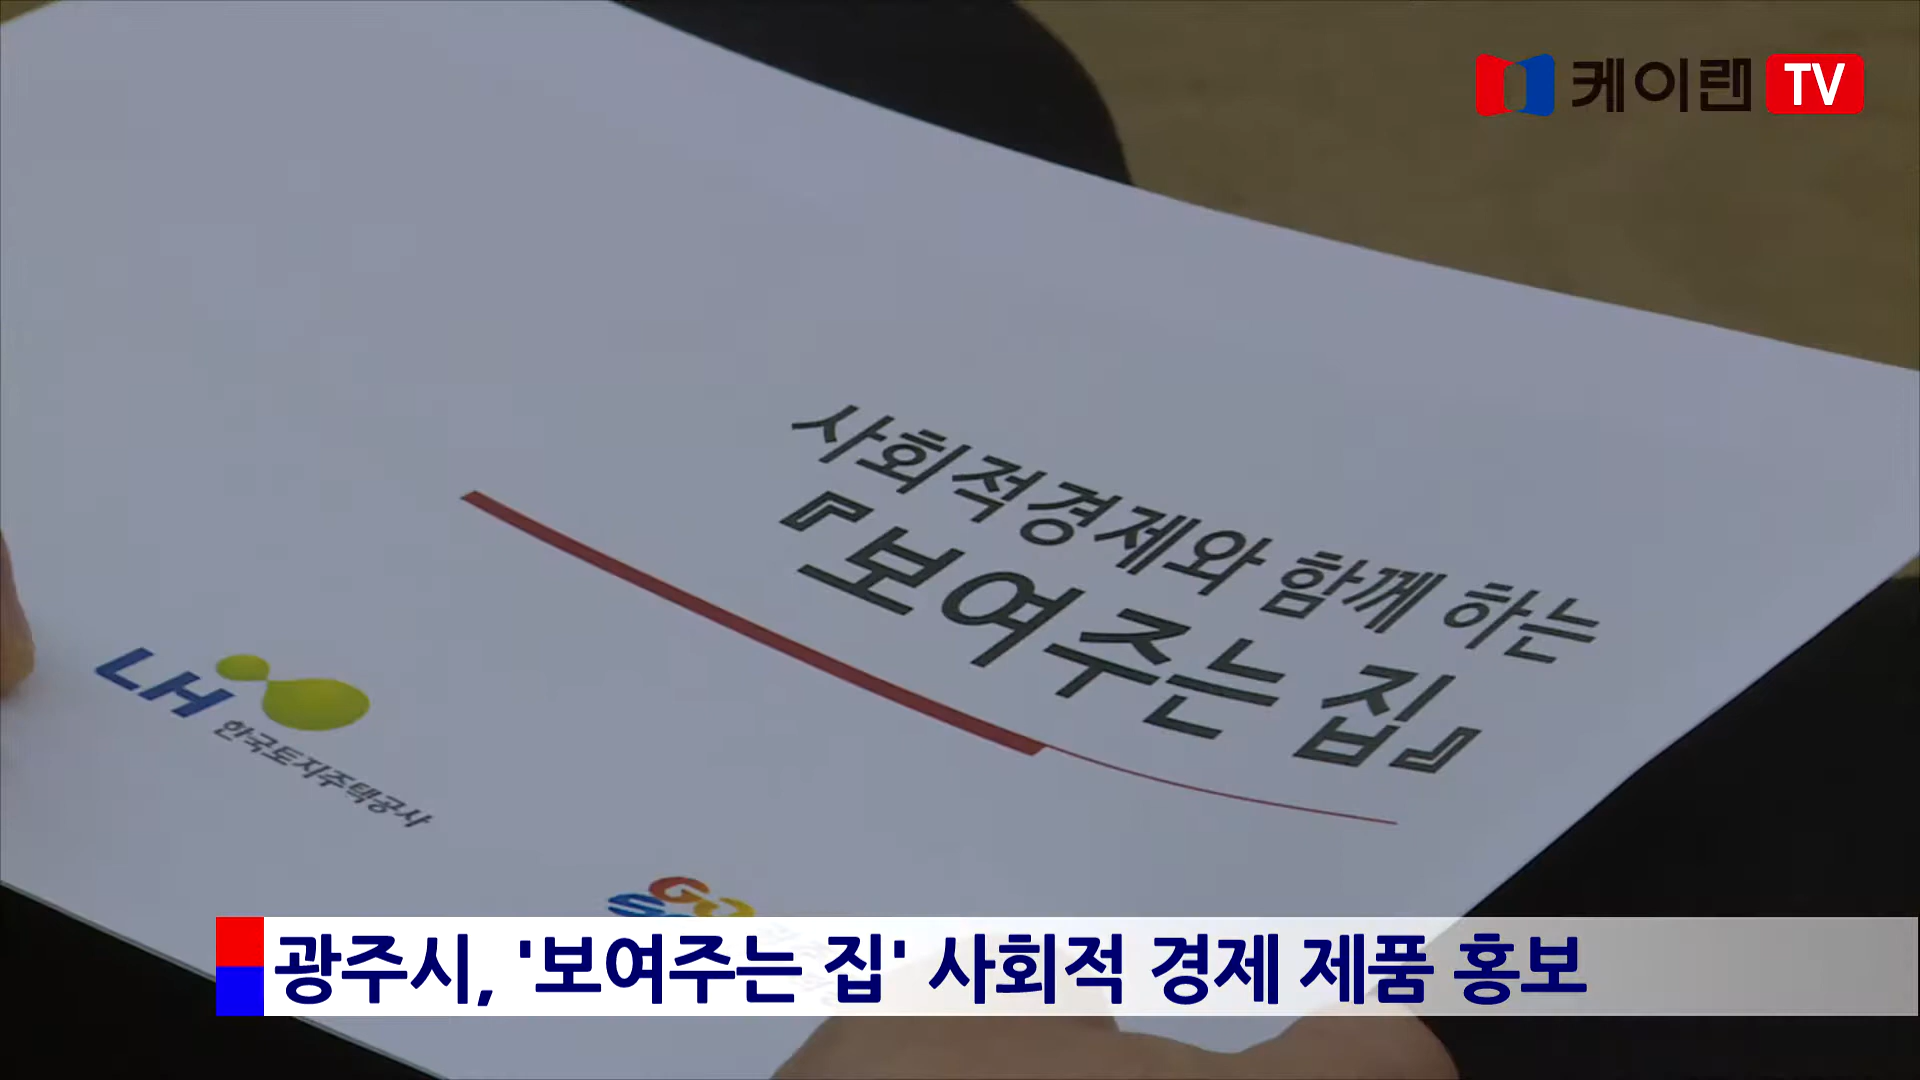 케이랜 TV
사회적경제와 함께 하는
『보여주는 집』
LH
한국토지주택공사
GO
광주시, '보여주는 집' 사회적 경제 제품 홍보